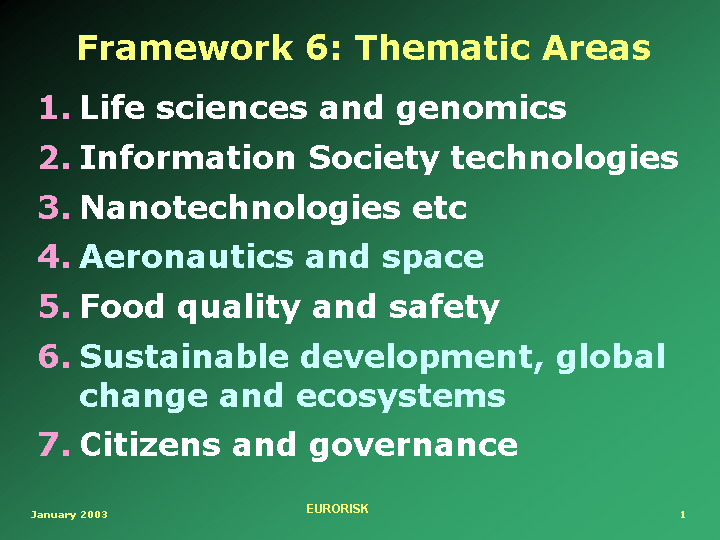 Framework 6: Thematic Areas
1. Life sciences and genomics
2. Information Society technologies
3. Nanotechnologies etc
4. Aeronautics and space
5. Food quality and safety
6. Sustainable development, global
change and ecosystems
7. Citizens and governance
January 2003
EURORISK
1